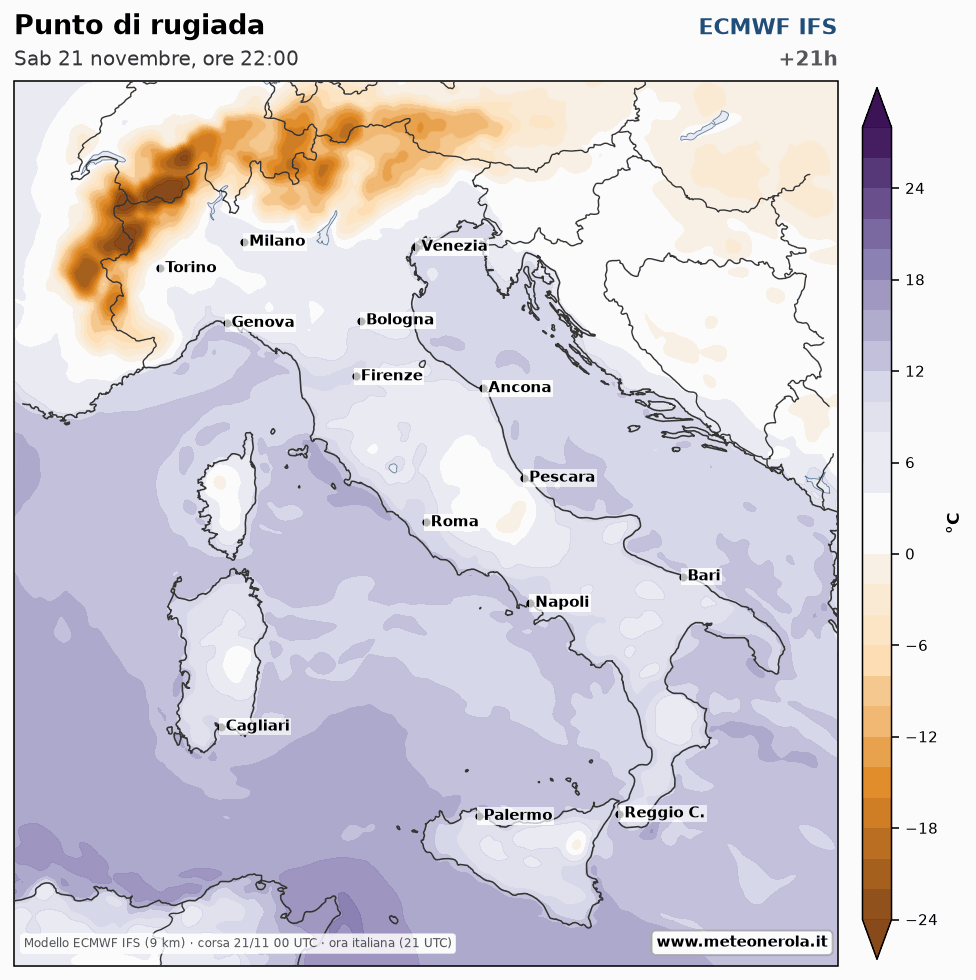 Punto di rugiada
ECMWF IFS
Sab 21 novembre, ore 22:00
+21h
Milano
Venezia
Torino
Genova
Bologna
Firenze
Ancona
Pescara
Roma
Bari
Napoli
Cagliari
Palermo
Reggio C.
24
18
12
6
0
−6
−12
−18
−24
°C
Modello ECMWF IFS (9 km) · corsa 21/11 00 UTC · ora italiana (21 UTC)
www.meteonerola.it